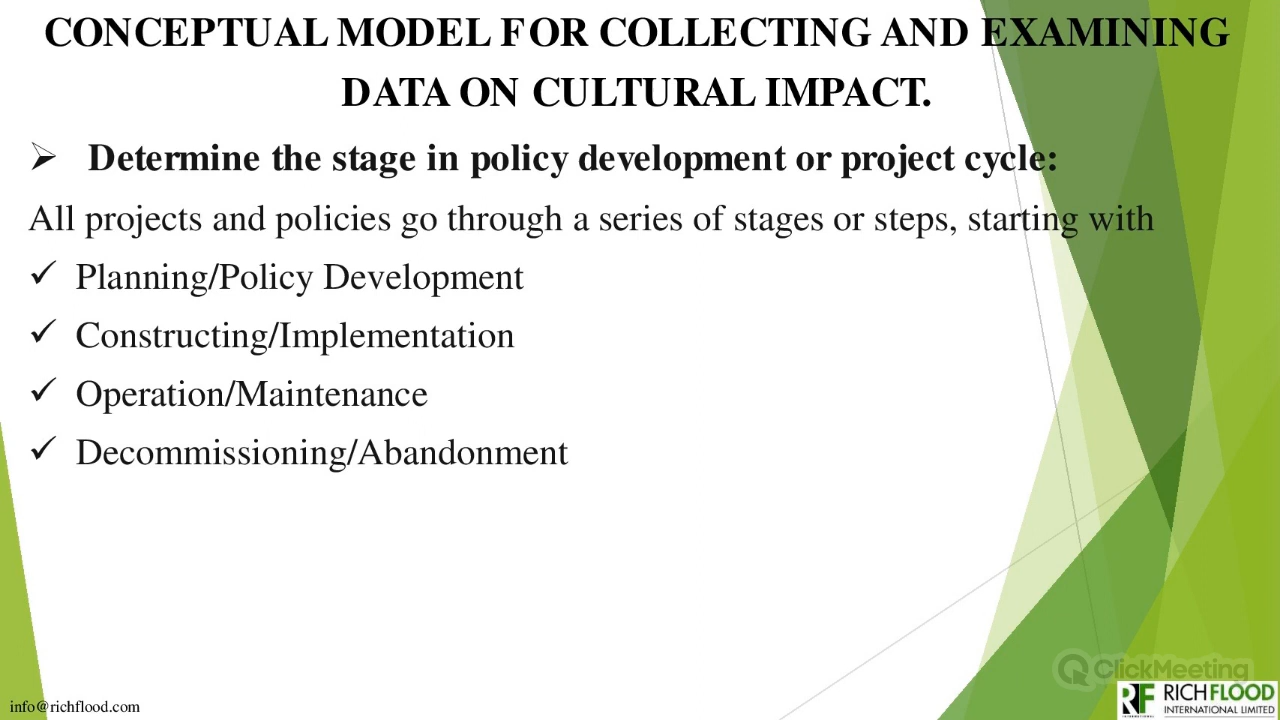 CONCEPTUAL MODEL FOR COLLECTING AND EXAMINING
DATA ON CULTURAL IMPACT.
➢ Determine the stage in policy development or project cycle:
All projects and policies go through a series of stages or steps, starting with
✓ Planning/Policy Development
✓ Constructing/Implementation
✓ Operation/Maintenance
✓ Decommissioning/Abandonment
ClickMeeting
RF RICHFLOOD
INTERNATIONAL LIMITED
info@richflood.com